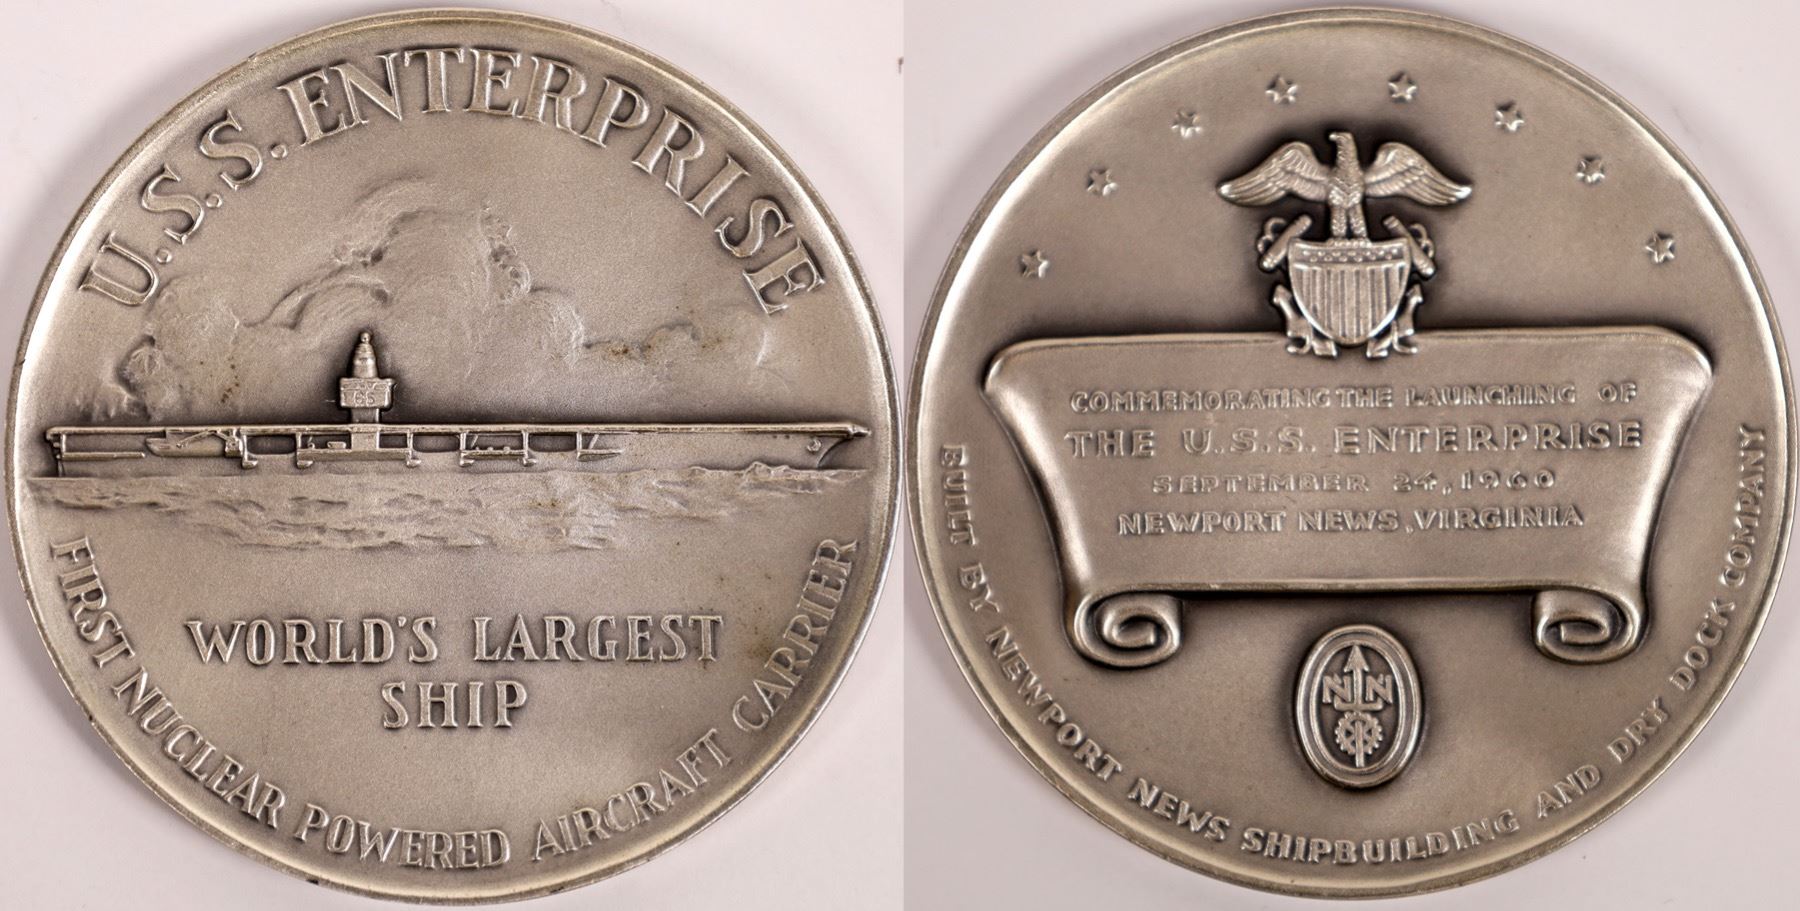 U.S.S. ENTERPRISE
65
WORLD'S LARGEST
SHIP
FIRST NUCLEAR POWERED AIRCRAFT CARRIER
COMMEMORATING THE LAUNCHING OF
THE U.S.S. ENTERPRISE
SEPTEMBER 24, 1960
NEWPORT NEWS, VIRGINIA
NN
BUILT BY NEWPORT NEWS SHIPBUILDING AND DRY DOCK COMPANY